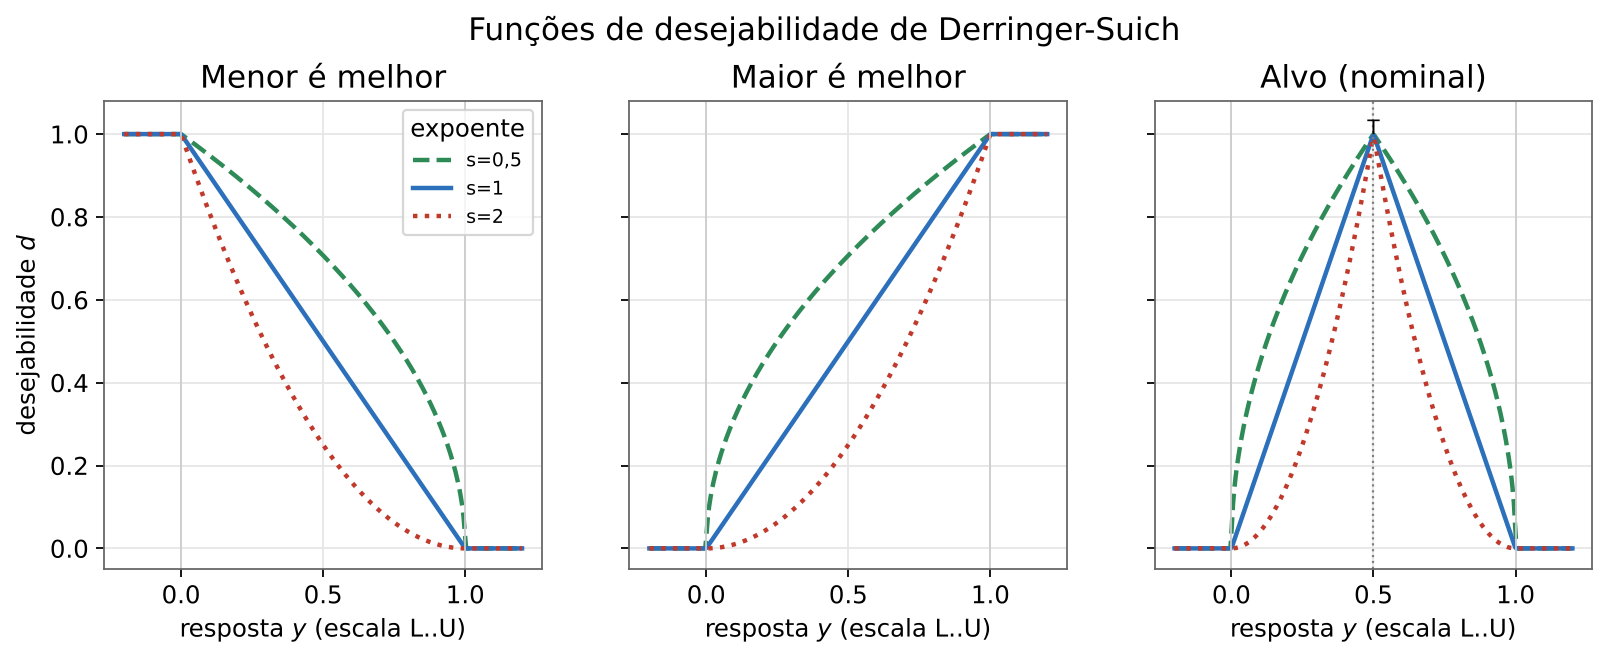 Funções de desejabilidade de Derringer-Suich
Menor é melhor
Maior é melhor
Alvo (nominal)
expoente
s=0,5
s=1
s=2
T
desejabilidade d
1.0
0.8
0.6
0.4
0.2
0.0
0.0 0.5 1.0
0.0 0.5 1.0
0.0 0.5 1.0
resposta y (escala L..U)
resposta y (escala L..U)
resposta y (escala L..U)